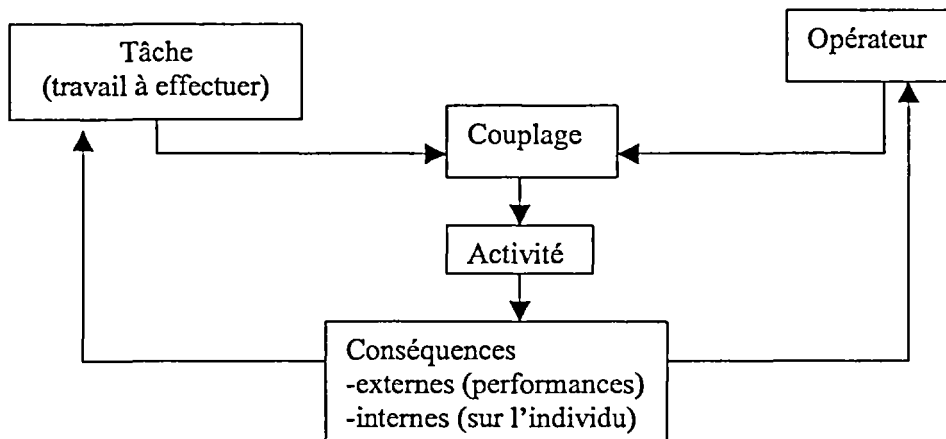 Tâche
(travail à effectuer)
Opérateur
Couplage
Activité
Conséquences
-externes (performances)
-internes (sur l'individu)